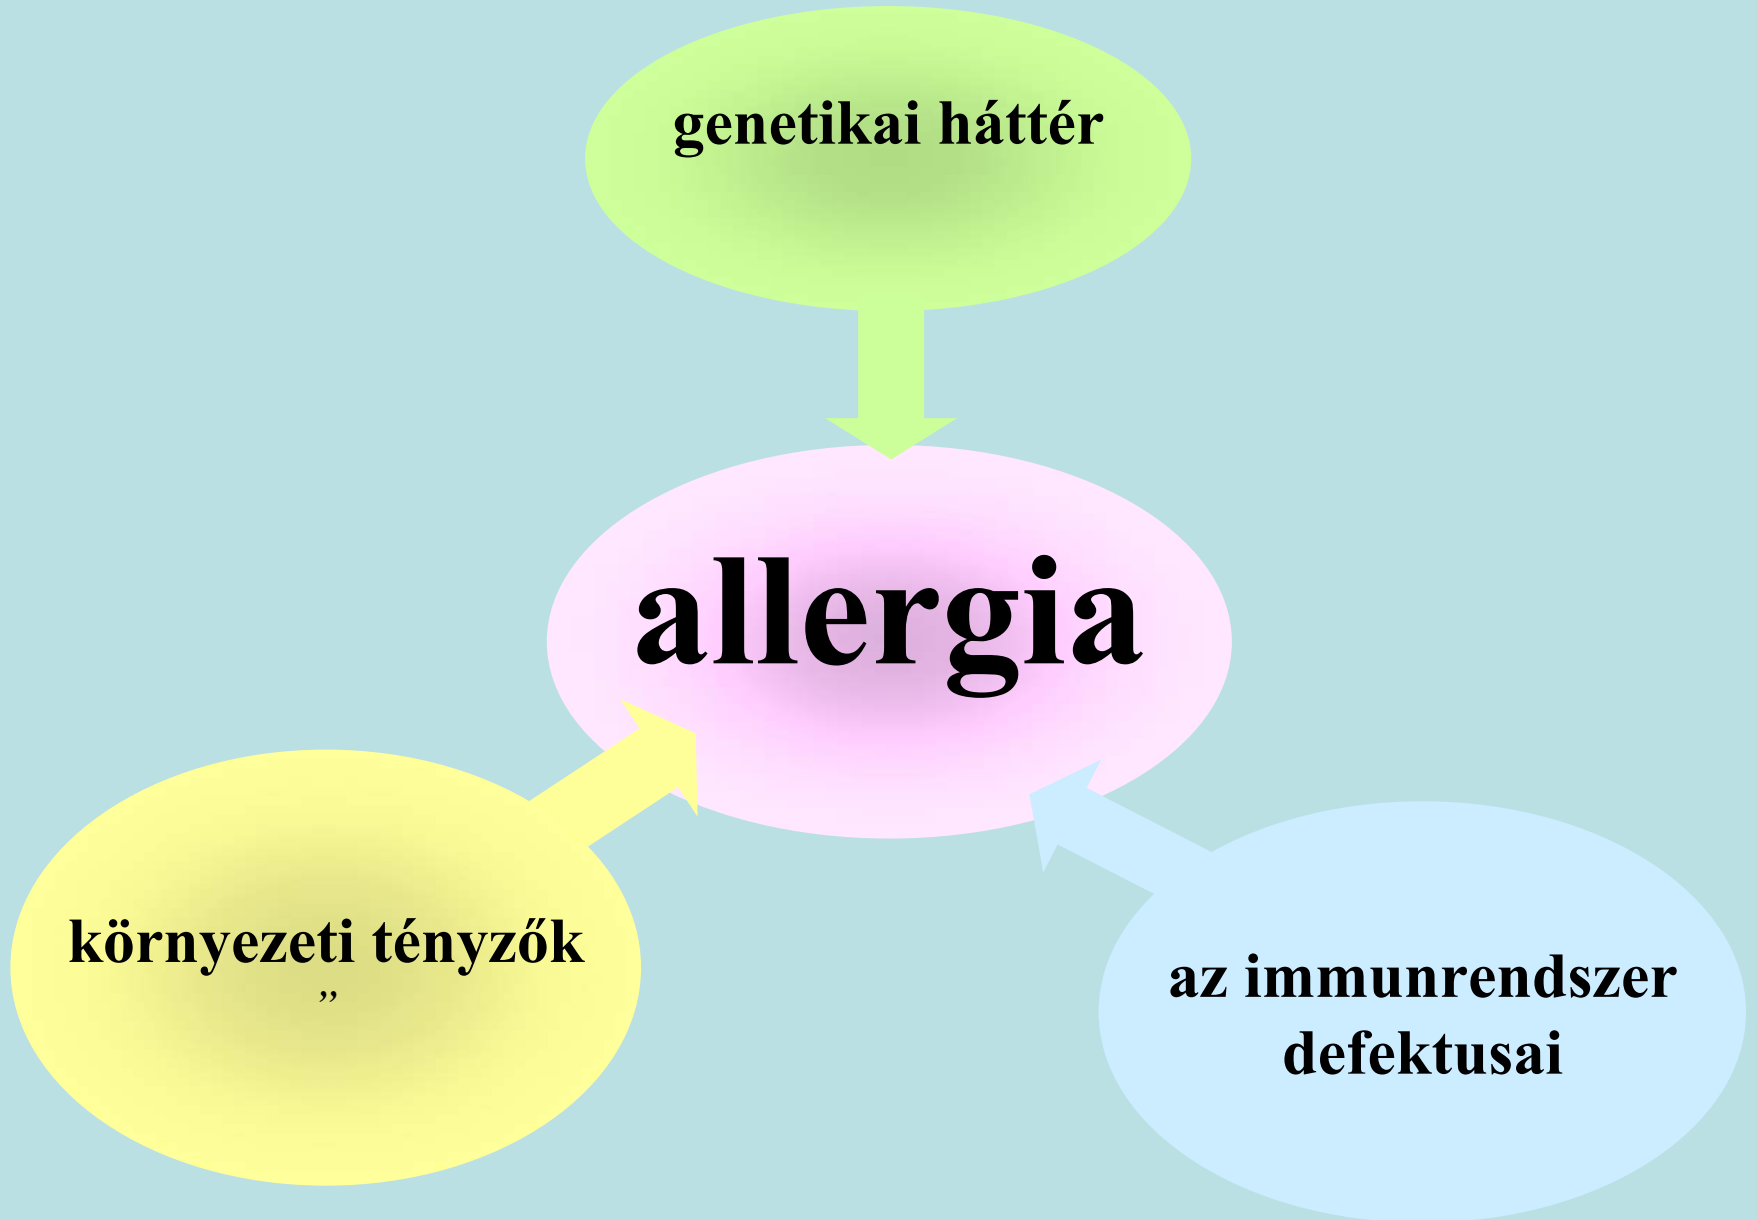 genetikai háttér
allergia
környezeti tényzők
”
az immunrendszer
defektusai